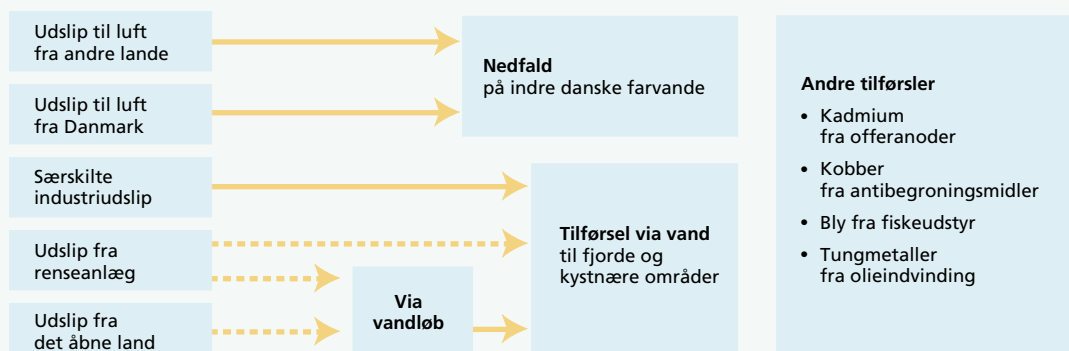 Udslip til luft
fra andre lande
Udslip til luft
fra Danmark
Særskilte
industriudslip
Udslip fra
renseanlæg
Udslip fra
det åbne land
Via
vandløb
Nedfald
på indre danske farvande
Tilførsel via vand
til fjorde og
kystnære områder
Andre tilførsler
• Kadmium
fra offeranoder
• Kobber
fra antibegroningsmidler
• Bly fra fiskeudstyr
• Tungmetaller
fra olieindvinding